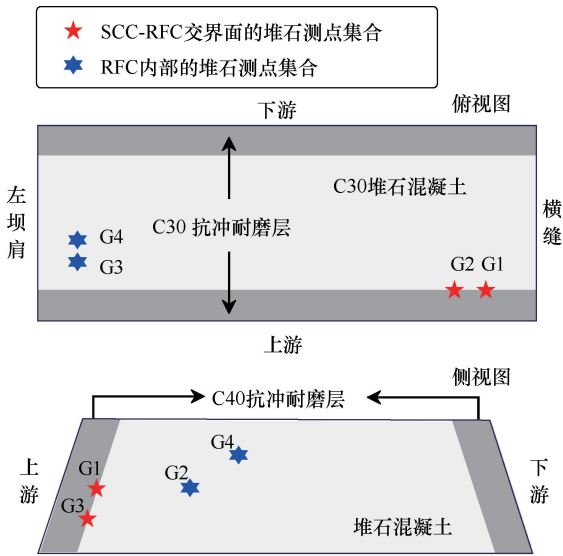 SCC-RFC交界面的堆石测点集合
RFC内部的堆石测点集合
下游
俯视图
左坝肩
C30堆石混凝土
横缝
C30 抗冲耐磨层
G4
G3
G2 G1
上游
侧视图
C40抗冲耐磨层
上游
G4
G1
G2
G3
下游
堆石混凝土